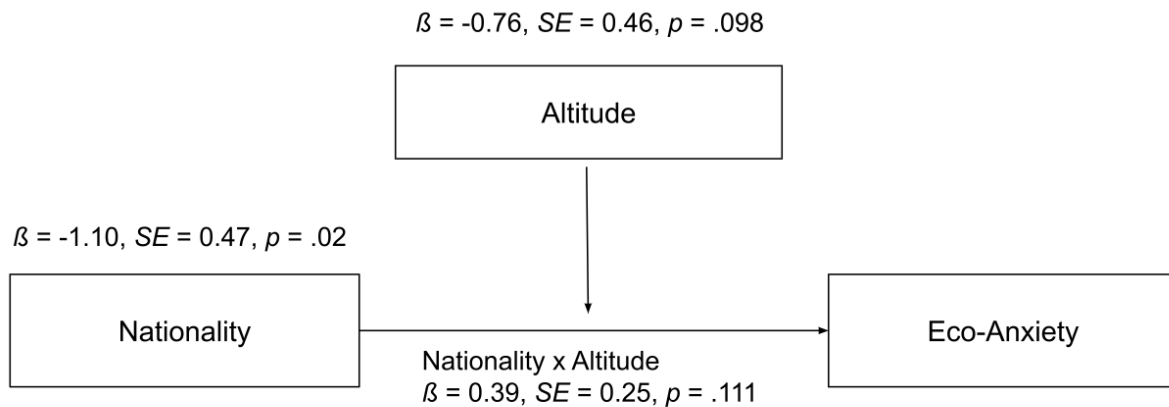 ß = -0.76, SE = 0.46, p = .098
Altitude
ß = -1.10, SE = 0.47, p = .02
Nationality
Eco-Anxiety
Nationality x Altitude
ß = 0.39, SE = 0.25, p = .111